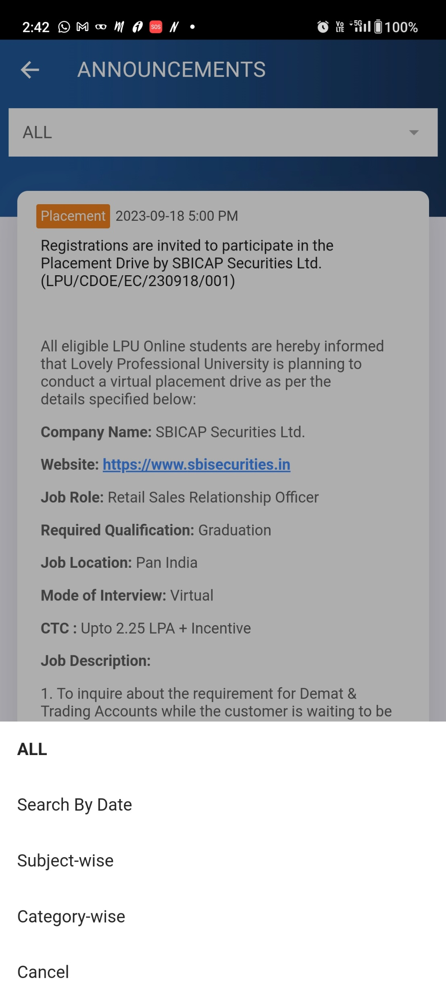 2:42 SOS VoLTE 5G 100%
ANNOUNCEMENTS
ALL
Placement 2023-09-18 5:00 PM
Registrations are invited to participate in the
Placement Drive by SBICAP Securities Ltd.
(LPU/CDOE/EC/230918/001)
All eligible LPU Online students are hereby informed
that Lovely Professional University is planning to
conduct a virtual placement drive as per the
details specified below:
Company Name: SBICAP Securities Ltd.
Website: https://www.sbisecurities.in
Job Role: Retail Sales Relationship Officer
Required Qualification: Graduation
Job Location: Pan India
Mode of Interview: Virtual
CTC : Upto 2.25 LPA + Incentive
Job Description:
1. To inquire about the requirement for Demat &
Trading Accounts while the customer is waiting to be
ALL
Search By Date
Subject-wise
Category-wise
Cancel